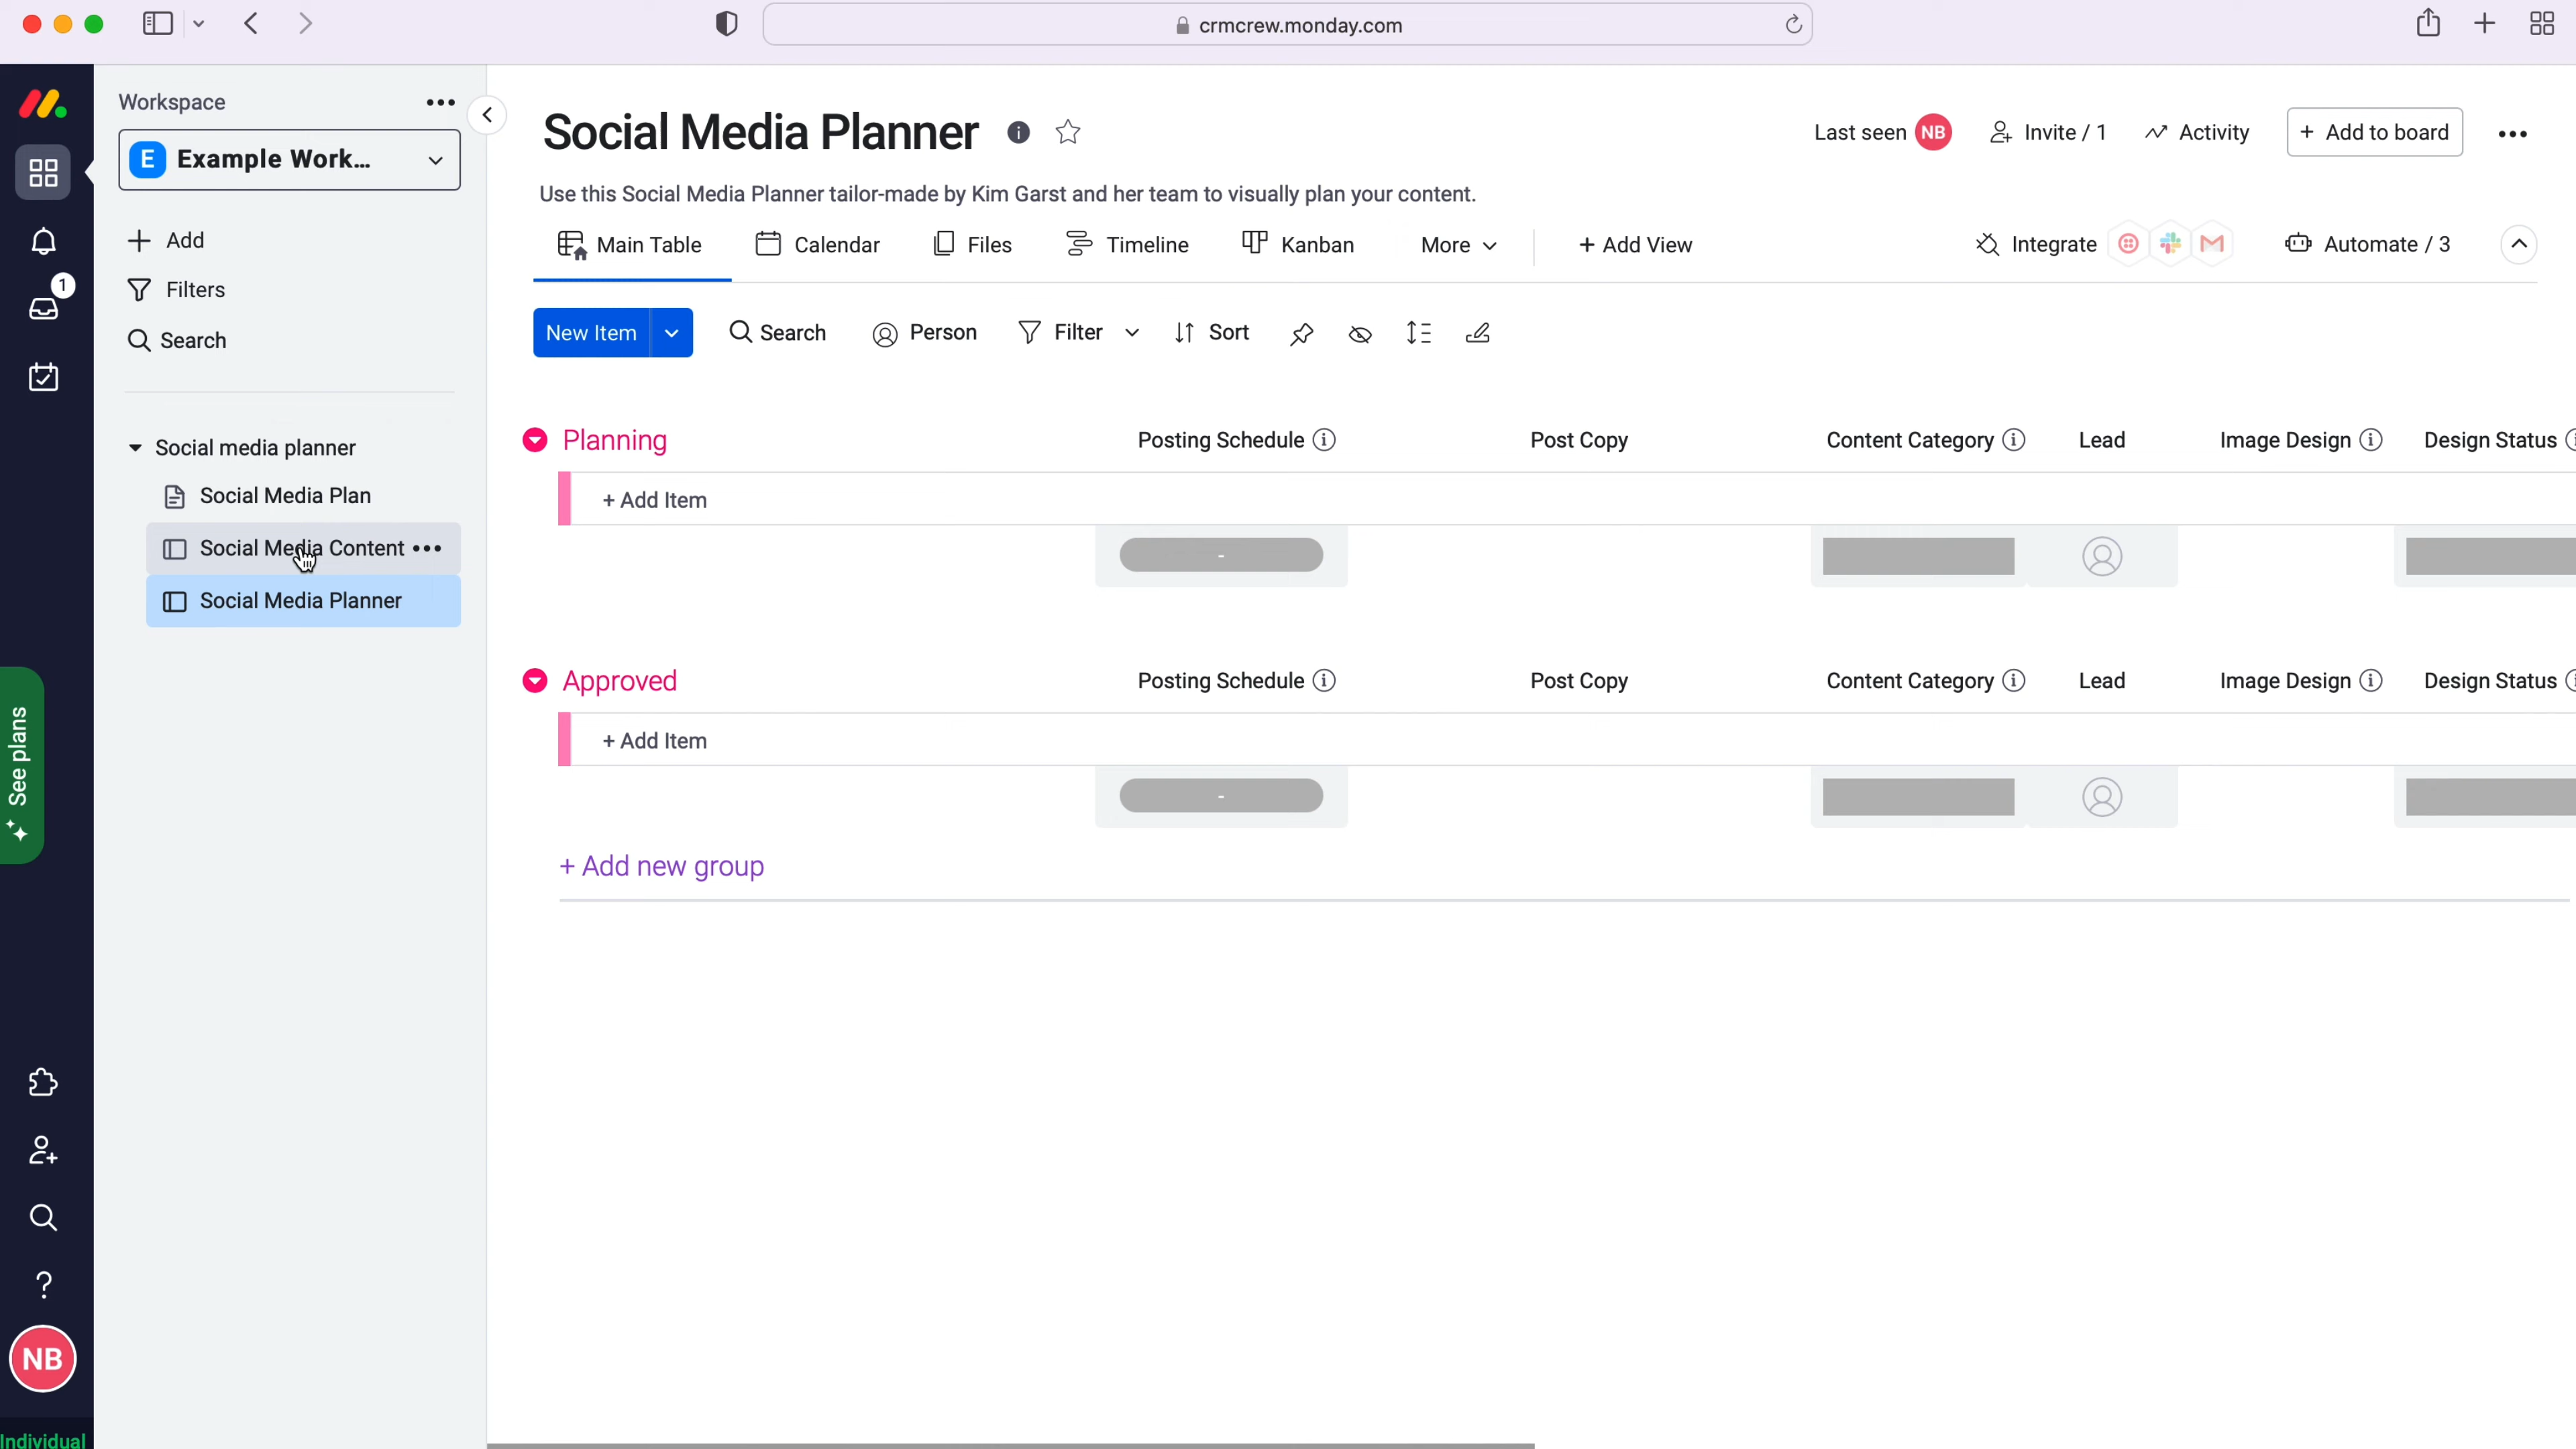 crmcrew.monday.com
Workspace
E Example Work...
Add
Filters
1
Search
Social media planner
Social Media Plan
Social Media Content
Social Media Planner
See plans
NB
Individual
Social Media Planner
Last seen NB Invite / 1 Activity + Add to board
Use this Social Media Planner tailor-made by Kim Garst and her team to visually plan your content.
Main Table Calendar Files Timeline Kanban More + Add View Integrate Automate / 3
New Item Search Person Filter Sort
Planning Posting Schedule Post Copy Content Category Lead Image Design Design Status
+ Add Item
-
Approved Posting Schedule Post Copy Content Category Lead Image Design Design Status
+ Add Item
-
+ Add new group